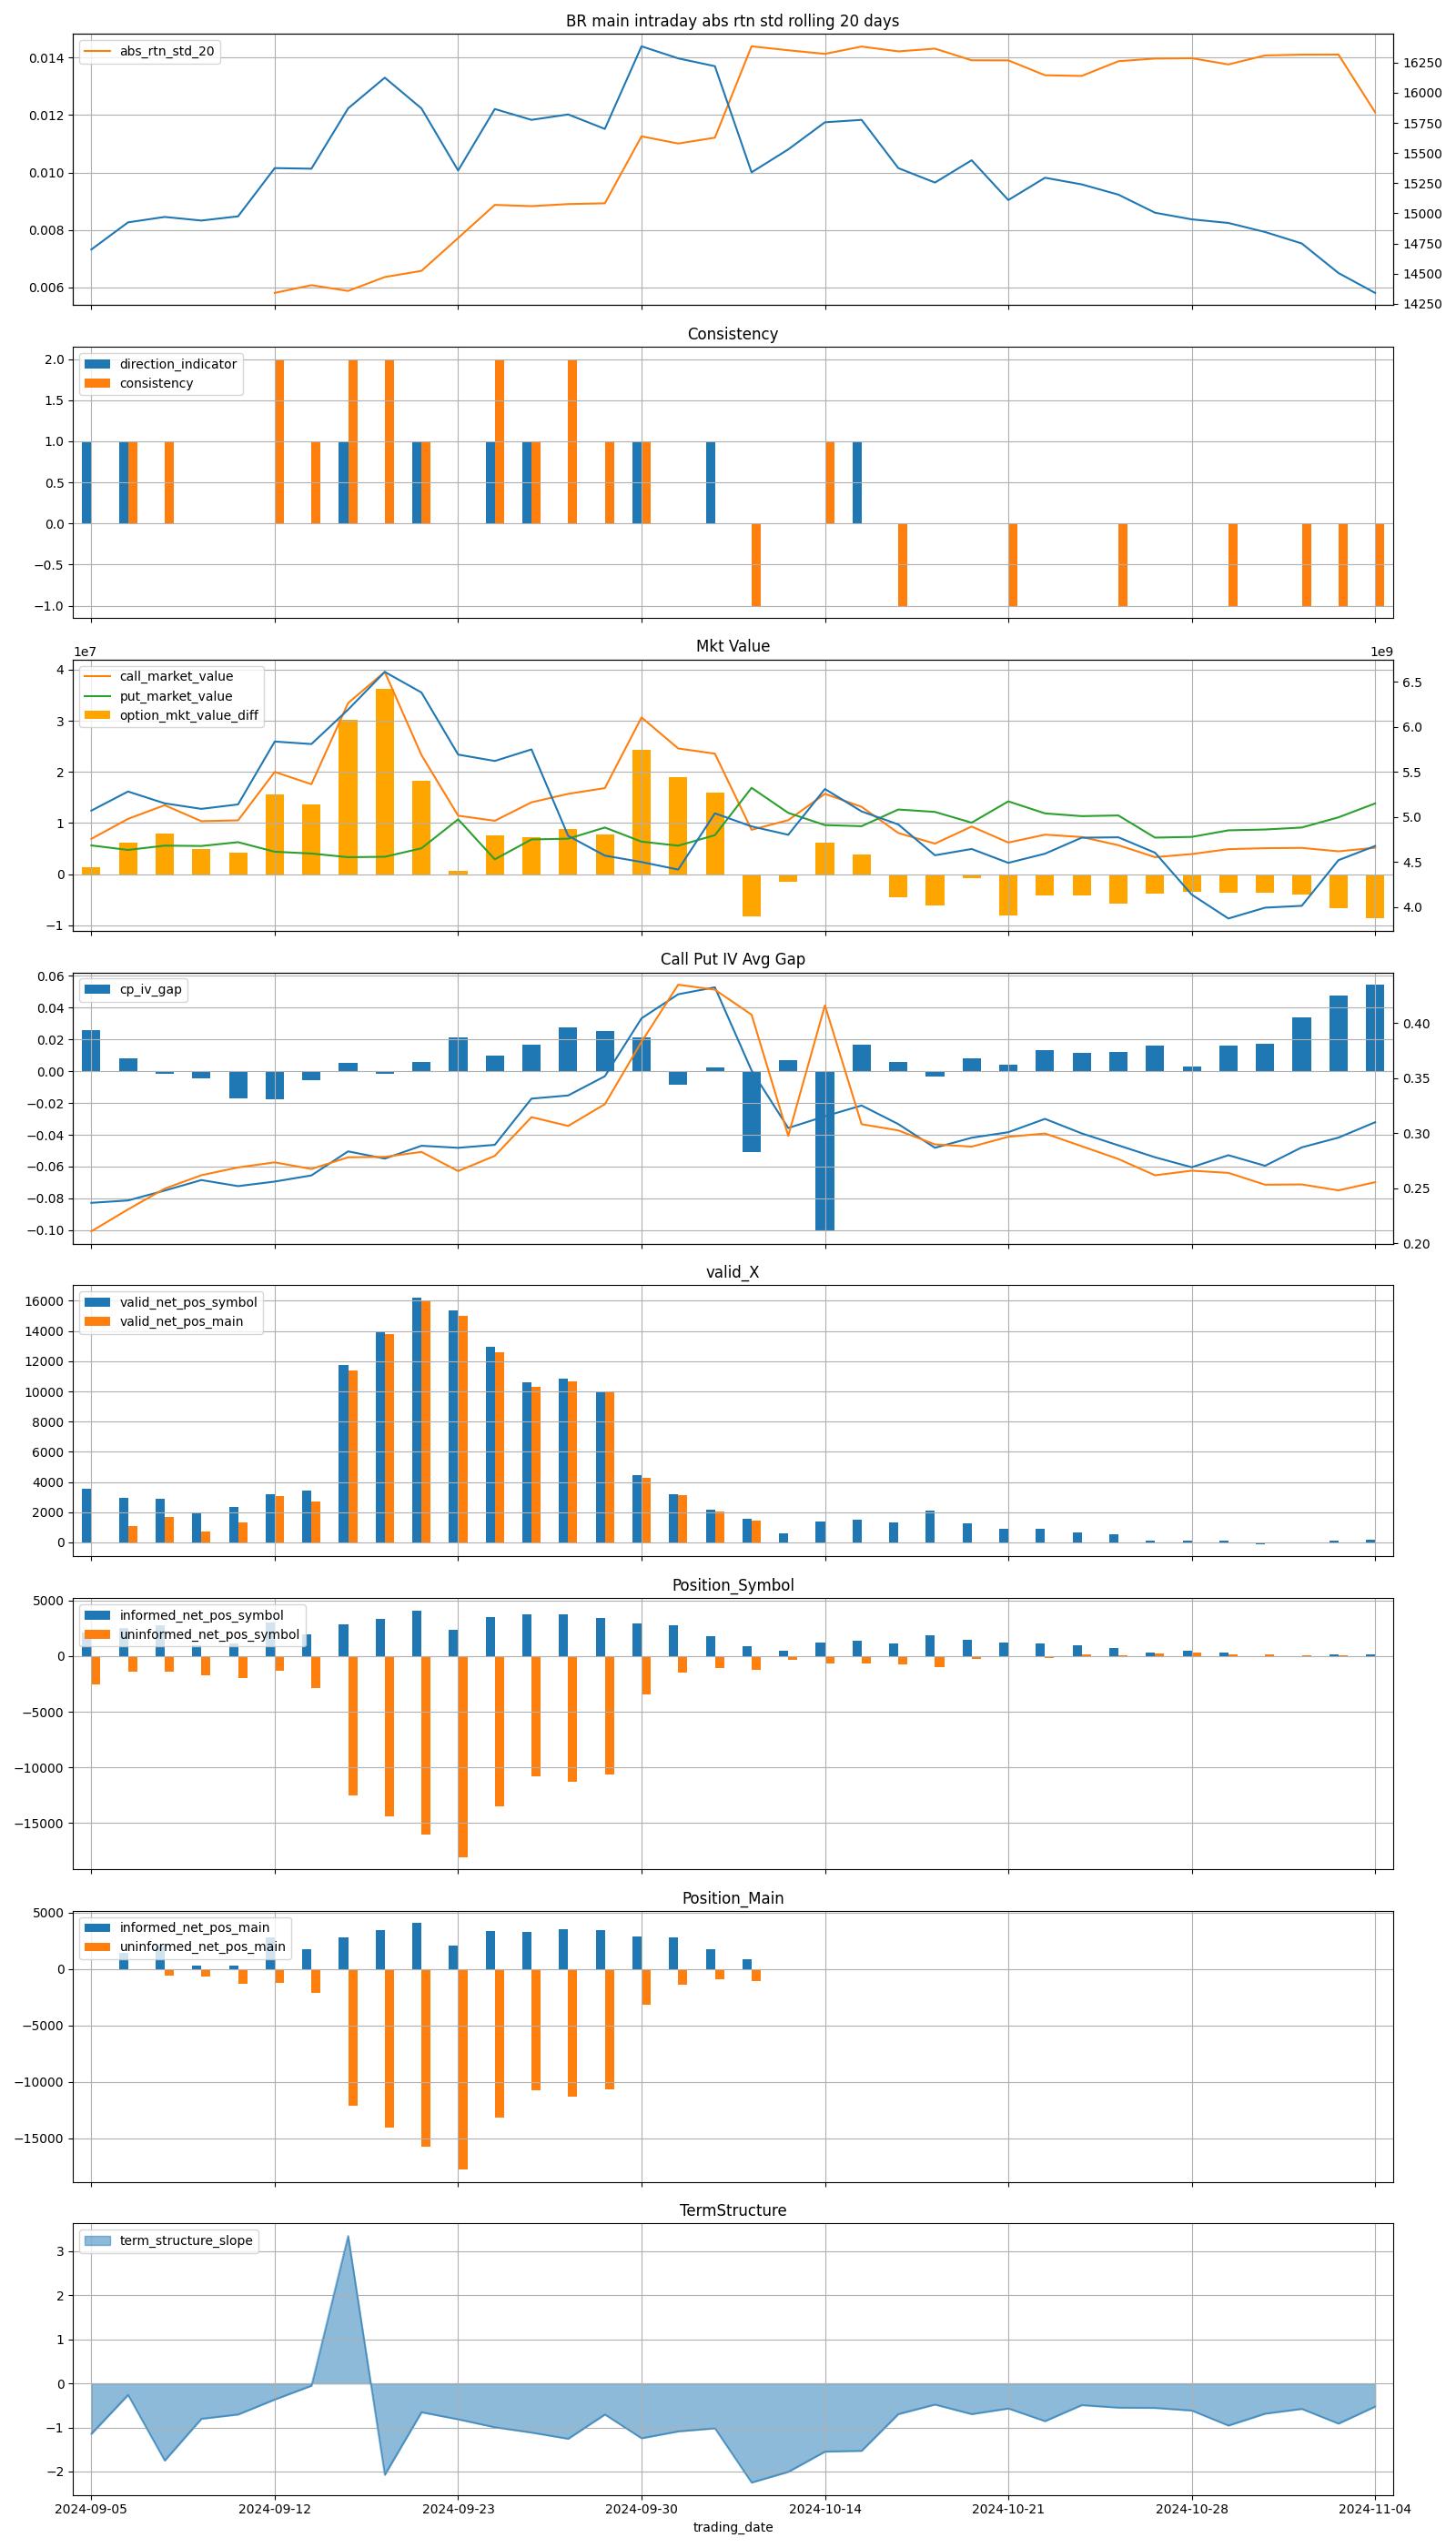 BR main intraday abs rtn std rolling 20 days
abs_rtn_std_20
0.014
0.012
0.010
0.008
0.006
16250
16000
15750
15500
15250
15000
14750
14500
14250
Consistency
direction_indicator
consistency
2.0
1.5
1.0
0.5
0.0
−0.5
−1.0
Mkt Value
1e7
1e9
call_market_value
put_market_value
option_mkt_value_diff
4
3
2
1
0
−1
6.5
6.0
5.5
5.0
4.5
4.0
Call Put IV Avg Gap
cp_iv_gap
0.06
0.04
0.02
0.00
−0.02
−0.04
−0.06
−0.08
−0.10
0.40
0.35
0.30
0.25
0.20
valid_X
valid_net_pos_symbol
valid_net_pos_main
16000
14000
12000
10000
8000
6000
4000
2000
0
Position_Symbol
informed_net_pos_symbol
uninformed_net_pos_symbol
5000
0
−5000
−10000
−15000
Position_Main
informed_net_pos_main
uninformed_net_pos_main
5000
0
−5000
−10000
−15000
TermStructure
term_structure_slope
3
2
1
0
−1
−2
2024-09-05 2024-09-12 2024-09-23 2024-09-30 2024-10-14 2024-10-21 2024-10-28 2024-11-04
trading_date